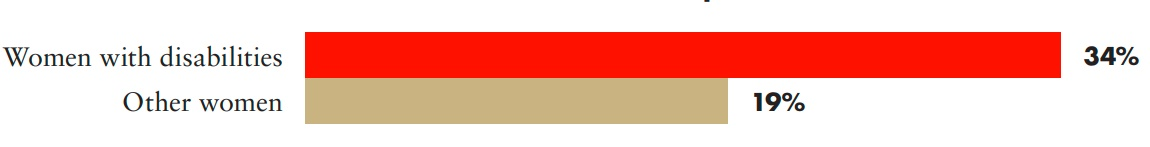 Women with disabilities 34%
Other women 19%